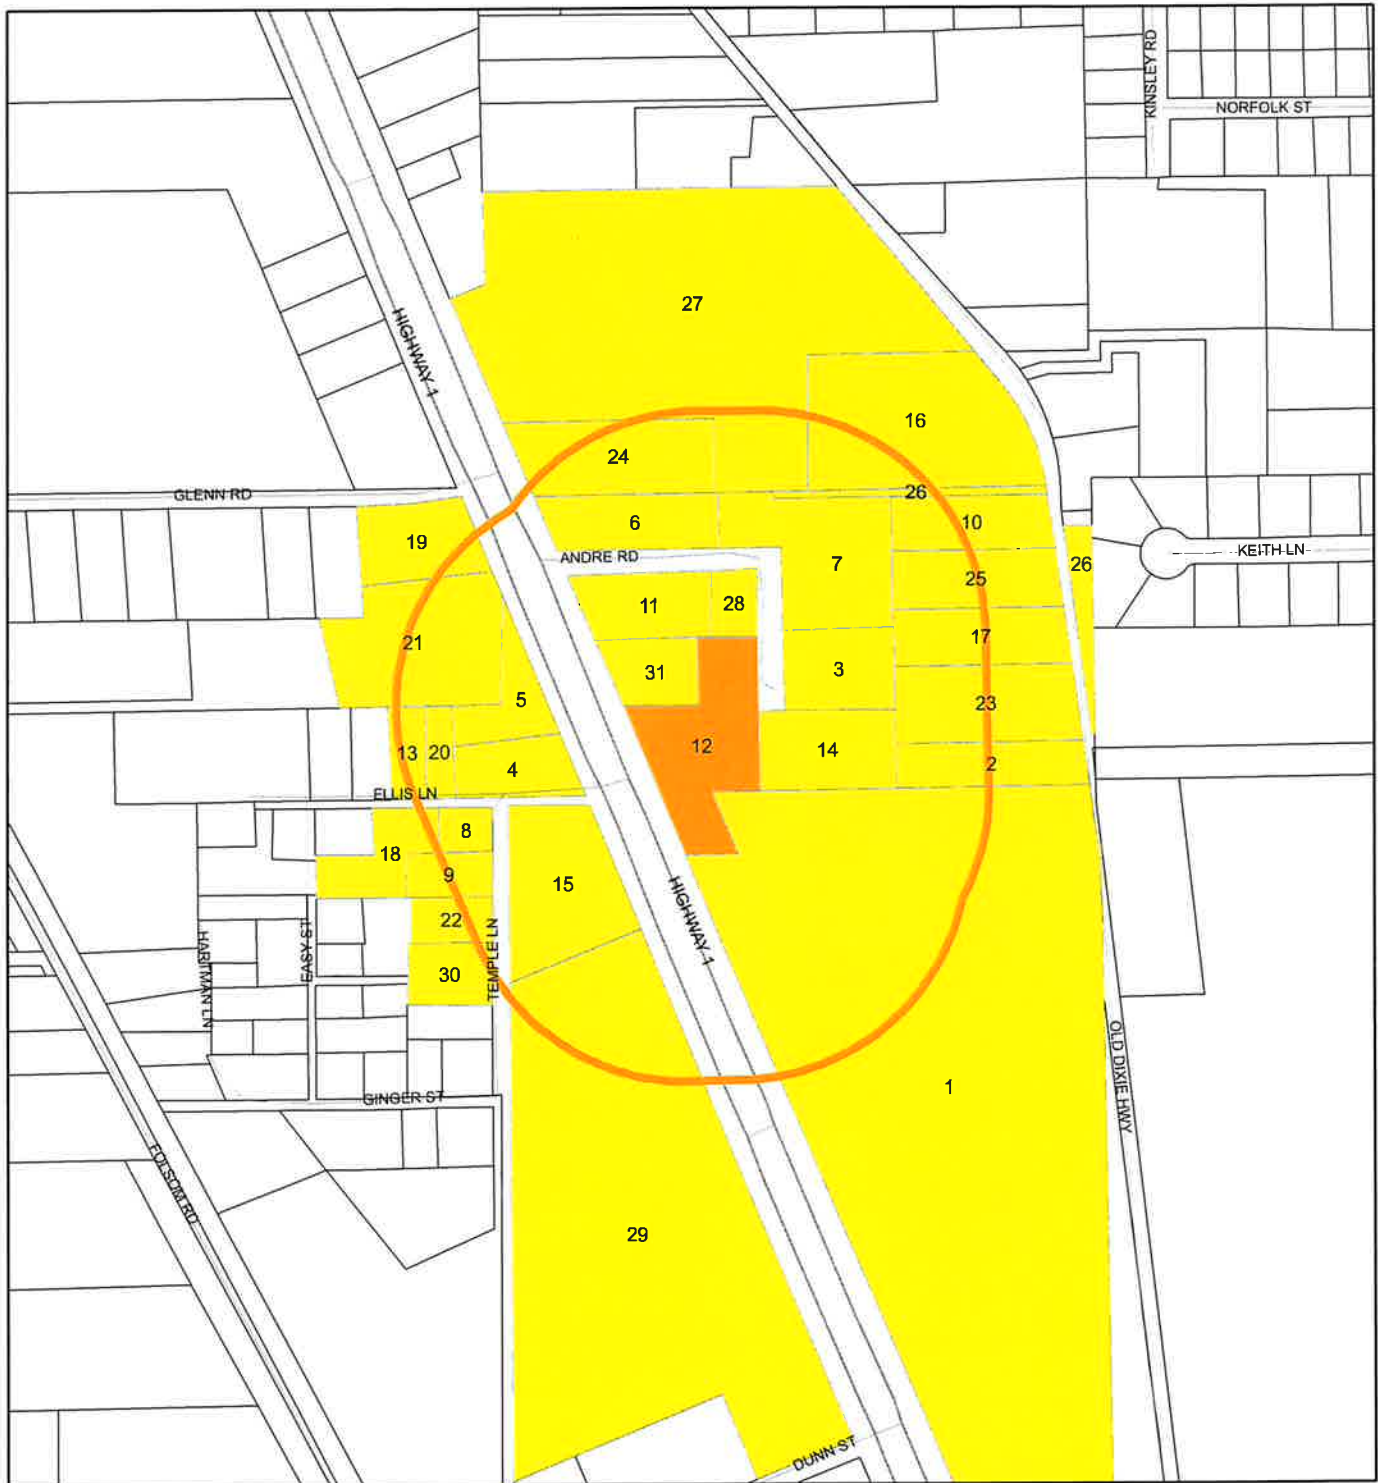 KINSLEY RD
NORFOLK ST
27
HIGHWAY 1
16
24
GLENN RD
26
6
10
19
ANDRE RD
KEITH LN
7
26
25
11
28
17
21
31
3
5
23
12
13
20
14
2
4
ELLIS LN
8
18
9
15
22
HIGHWAY 1
HARTMAN LN
EASY ST
TEMPLE LN
30
OLD DIXIE HWY
1
GINGER ST
FOLSOM RD
29
DUNN ST